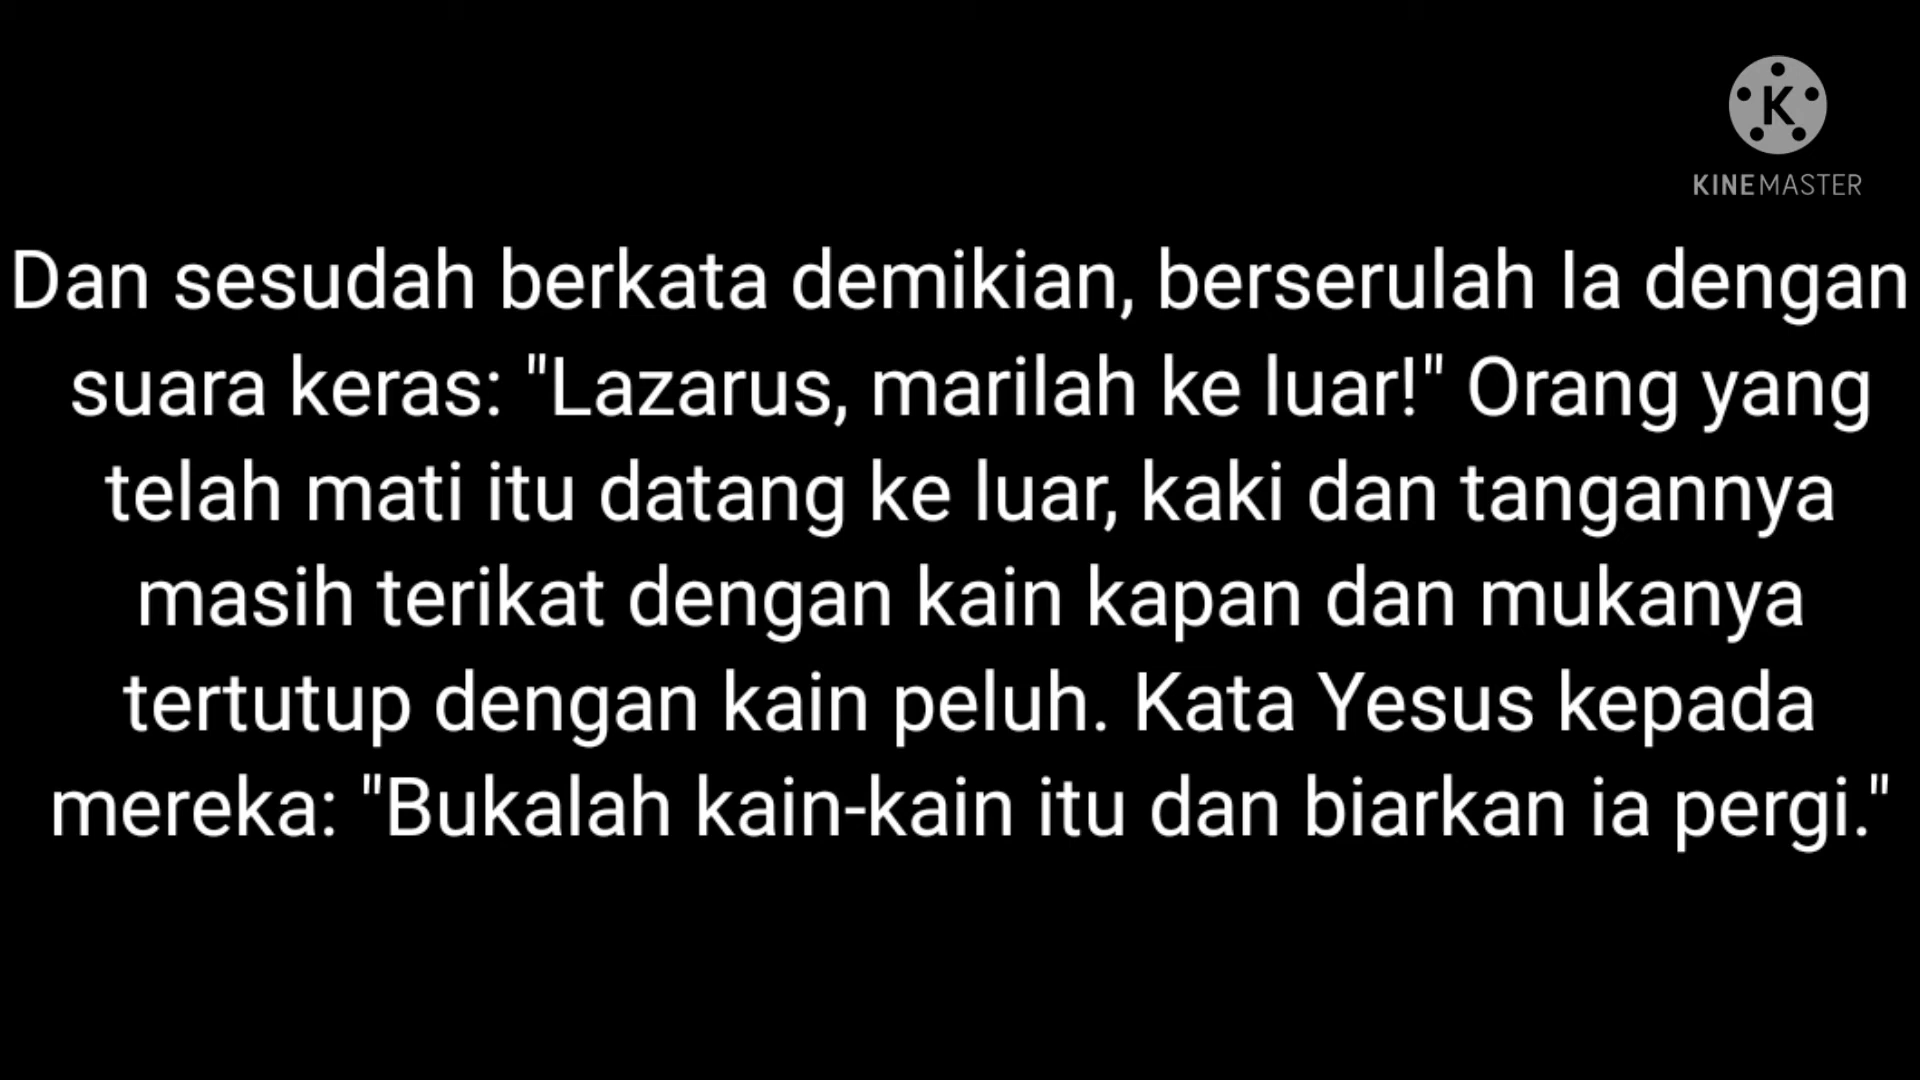 KINEMASTER
Dan sesudah berkata demikian, berserulah Ia dengan
suara keras: "Lazarus, marilah ke luar!" Orang yang
telah mati itu datang ke luar, kaki dan tangannya
masih terikat dengan kain kapan dan mukanya
tertutup dengan kain peluh. Kata Yesus kepada
mereka: "Bukalah kain-kain itu dan biarkan ia pergi."